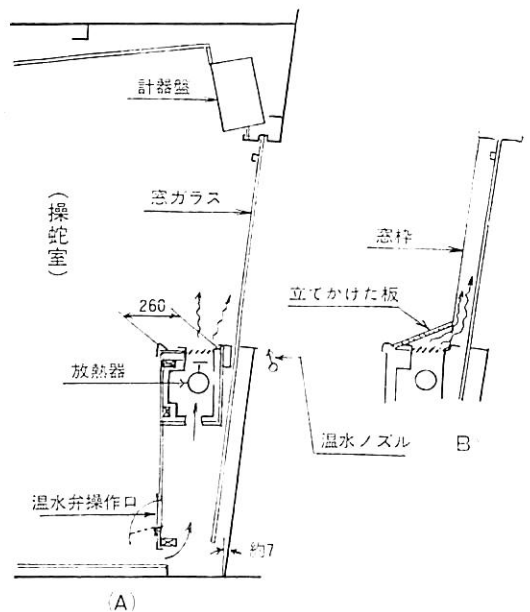 計器盤
窓ガラス
(操蛇室)
窓枠
立てかけた板
260
放熱器
温水ノズル
B
温水弁操作口
約7
(A)